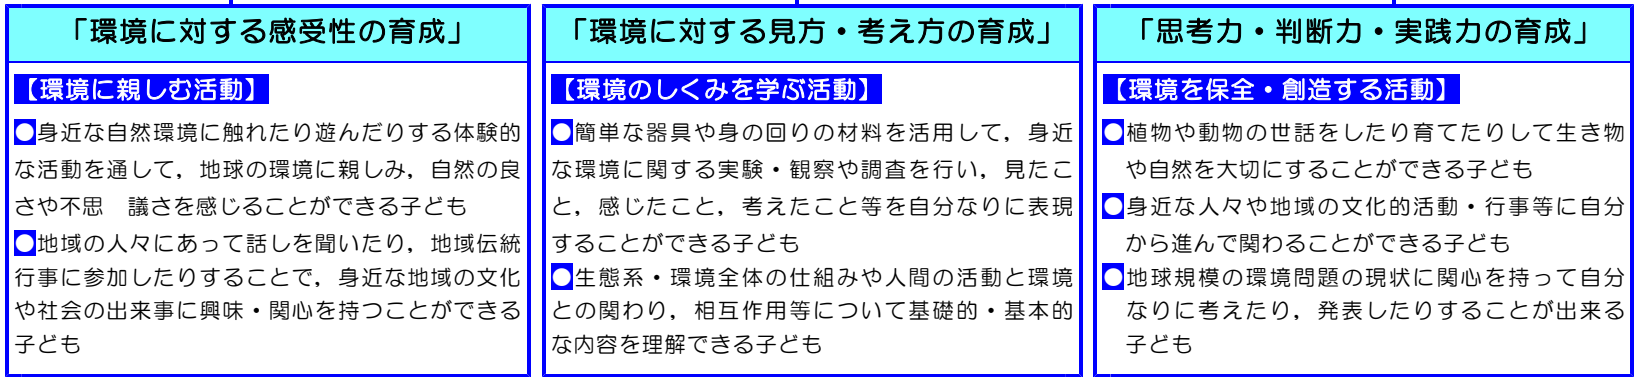 「環境に対する感受性の育成」
【環境に親しむ活動】
●身近な自然環境に触れたり遊んだりする体験的
な活動を通して，地球の環境に親しみ，自然の良
さや不思　議さを感じることができる子ども
●地域の人々にあって話しを聞いたり，地域伝統
行事に参加したりすることで，身近な地域の文化
や社会の出来事に興味・関心を持つことができる
子ども
「環境に対する見方・考え方の育成」
【環境のしくみを学ぶ活動】
●簡単な器具や身の回りの材料を活用して，身近
な環境に関する実験・観察や調査を行い，見たこ
と，感じたこと，考えたこと等を自分なりに表現
することができる子ども
●生態系・環境全体の仕組みや人間の活動と環境
との関わり，相互作用等について基礎的・基本的
な内容を理解できる子ども
「思考力・判断力・実践力の育成」
【環境を保全・創造する活動】
●植物や動物の世話をしたり育てたりして生き物
や自然を大切にすることができる子ども
●身近な人々や地域の文化的活動・行事等に自分
から進んで関わることができる子ども
●地球規模の環境問題の現状に関心を持って自分
なりに考えたり，発表したりすることが出来る
子ども